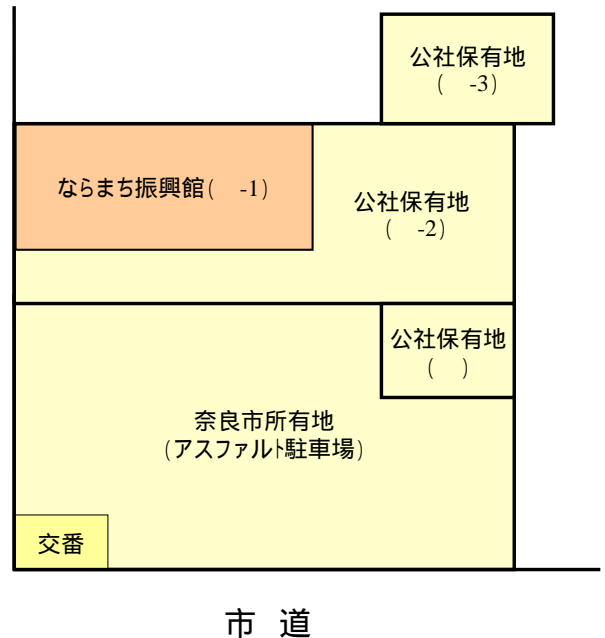 公社保有地
(　-3)
ならまち振興館(　-1)
公社保有地
(　-2)
公社保有地
(　)
奈良市所有地
(アスファルト駐車場)
交番
市 道